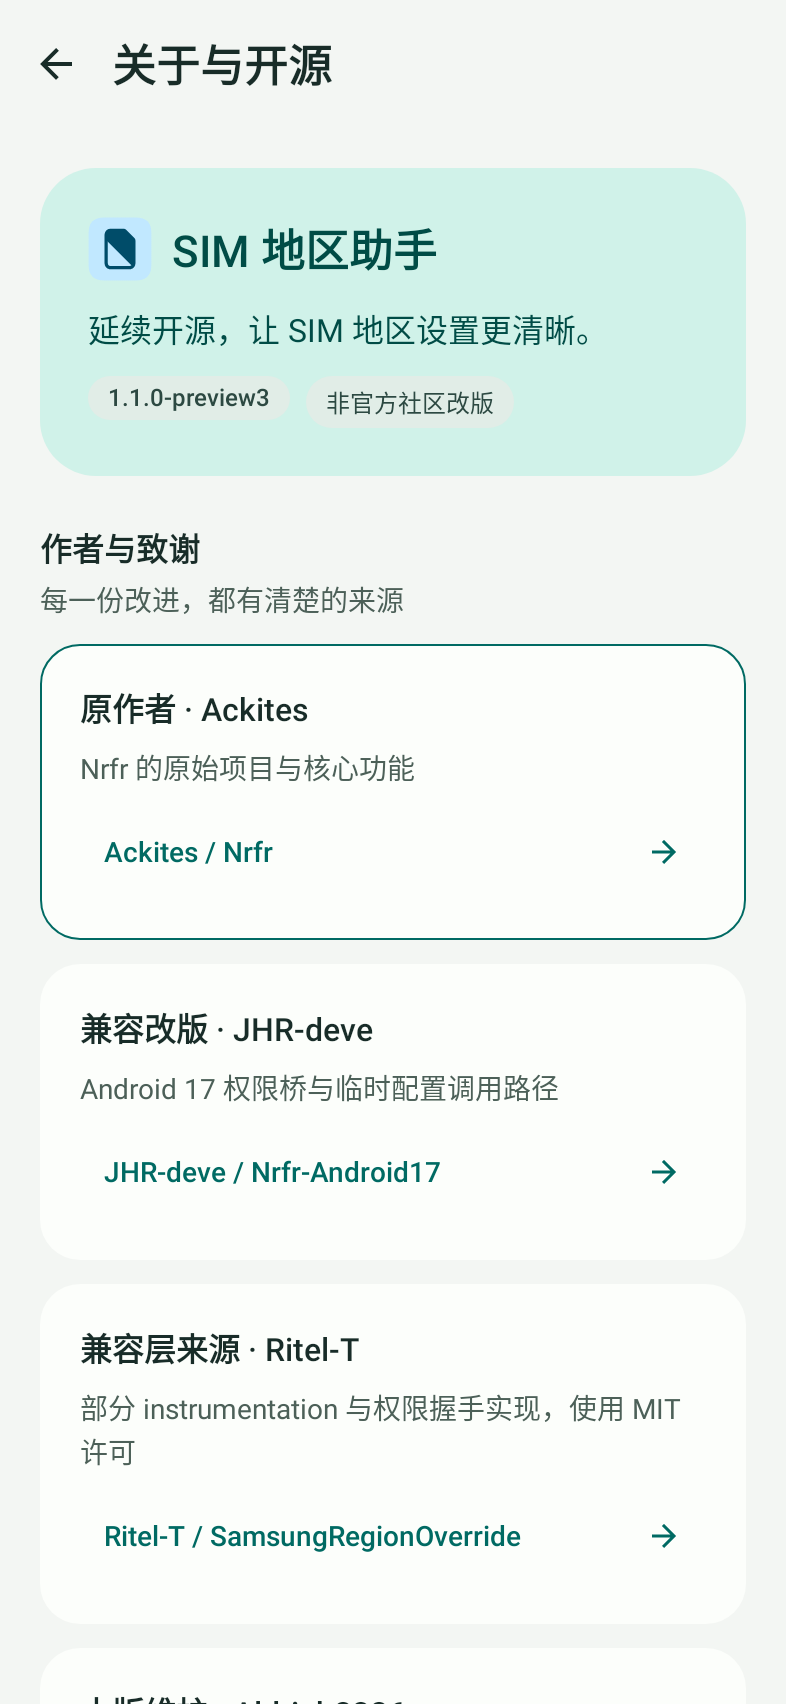 关于与开源
SIM 地区助手
延续开源，让 SIM 地区设置更清晰。
1.1.0-preview3
非官方社区改版
作者与致谢
每一份改进，都有清楚的来源
原作者 · Ackites
Nrfr 的原始项目与核心功能
Ackites / Nrfr
兼容改版 · JHR-deve
Android 17 权限桥与临时配置调用路径
JHR-deve / Nrfr-Android17
兼容层来源 · Ritel-T
部分 instrumentation 与权限握手实现，使用 MIT
许可
Ritel-T / SamsungRegionOverride